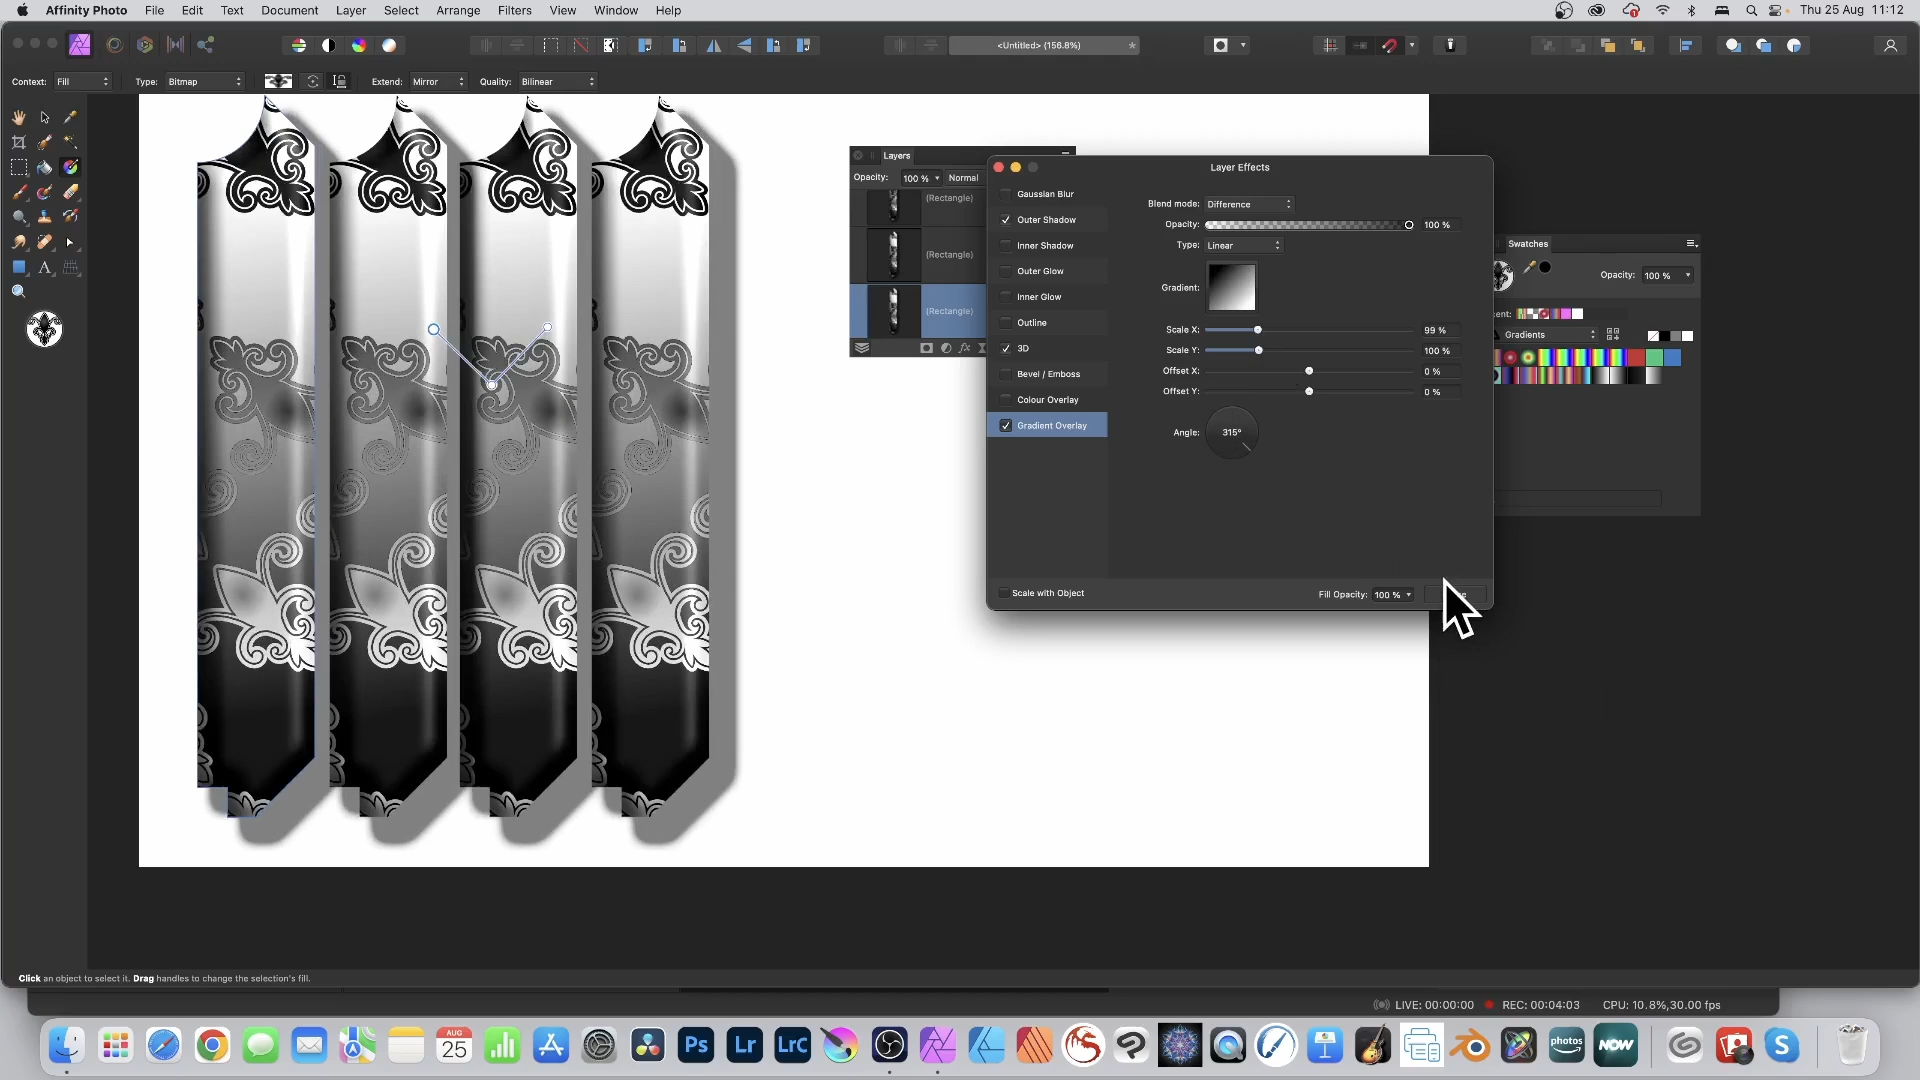 Affinity Photo File Edit Text Document Layer Select Arrange Filters View Window Help Thu 25 Aug 11:12
<Untitled> (156.8%)
Context: Fill Type: Bitmap Extend: Mirror Quality: Bilinear
Layers
Opacity: 100 % Normal
(Rectangle)
(Rectangle)
(Rectangle)
Layer Effects
Gaussian Blur
Outer Shadow
Inner Shadow
Outer Glow
Inner Glow
Outline
3D
Bevel / Emboss
Colour Overlay
Gradient Overlay
Blend mode: Difference
Opacity: 100 %
Type: Linear
Gradient:
Scale X: 99 %
Scale Y: 100 %
Offset X: 0 %
Offset Y: 0 %
Angle: 315°
Scale with Object
Fill Opacity: 100 %
Swatches
Opacity: 100 %
Gradients
Click an object to select it. Drag handles to change the selection's fill.
LIVE: 00:00:00 REC: 00:04:03 CPU: 10.8%,30.00 fps
AUG
25
Ps
Lr
LrC
photos
NOW